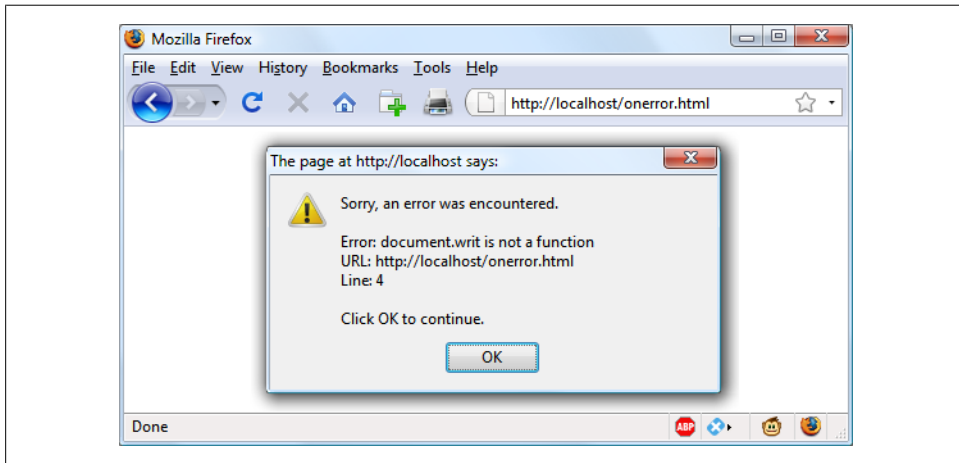 Mozilla Firefox
File Edit View History Bookmarks Tools Help
http://localhost/onerror.html
The page at http://localhost says:
Sorry, an error was encountered.
Error: document.writ is not a function
URL: http://localhost/onerror.html
Line: 4
Click OK to continue.
OK
Done
ABP